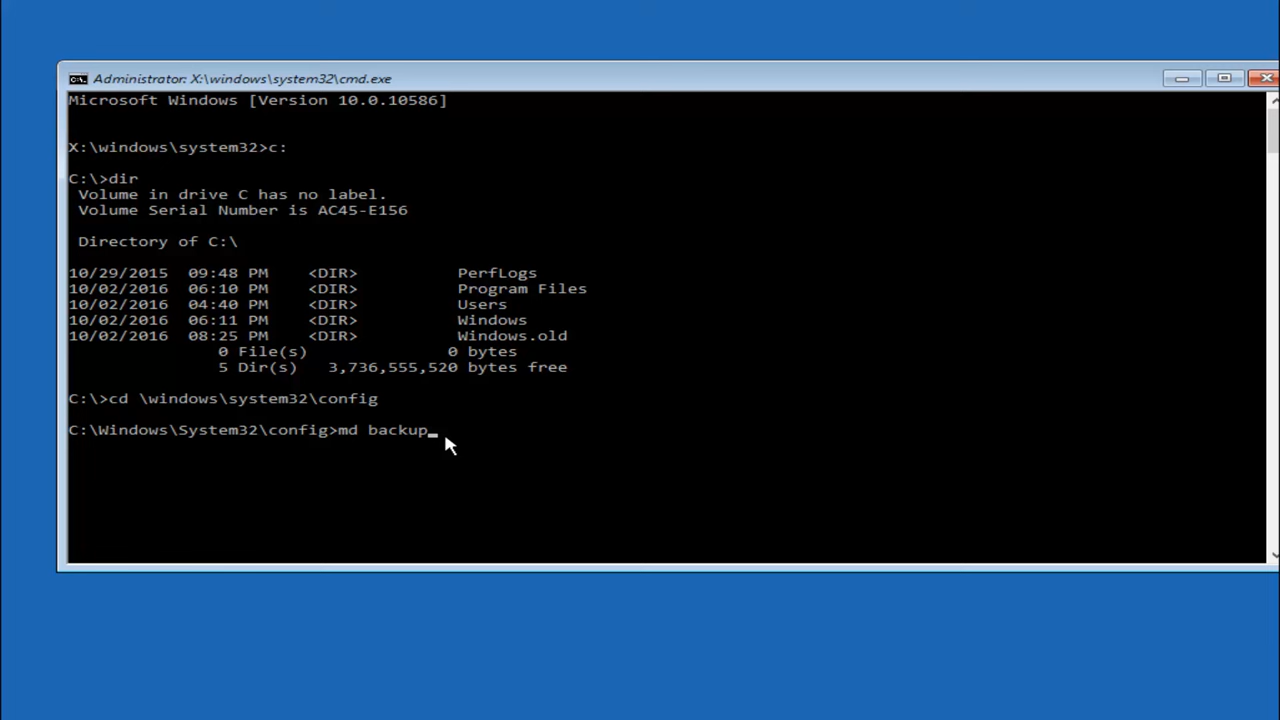 Administrator: X:\windows\system32\cmd.exe
Microsoft Windows [Version 10.0.10586]
X:\windows\system32>c:
C:\>dir
Volume in drive C has no label.
Volume Serial Number is AC45-E156
Directory of C:\
10/29/2015 09:48 PM <DIR> PerfLogs
10/02/2016 06:10 PM <DIR> Program Files
10/02/2016 04:40 PM <DIR> Users
10/02/2016 06:11 PM <DIR> Windows
10/02/2016 08:25 PM <DIR> Windows.old
0 File(s) 0 bytes
5 Dir(s) 3,736,555,520 bytes free
C:\>cd \windows\system32\config
C:\Windows\System32\config>md backup_